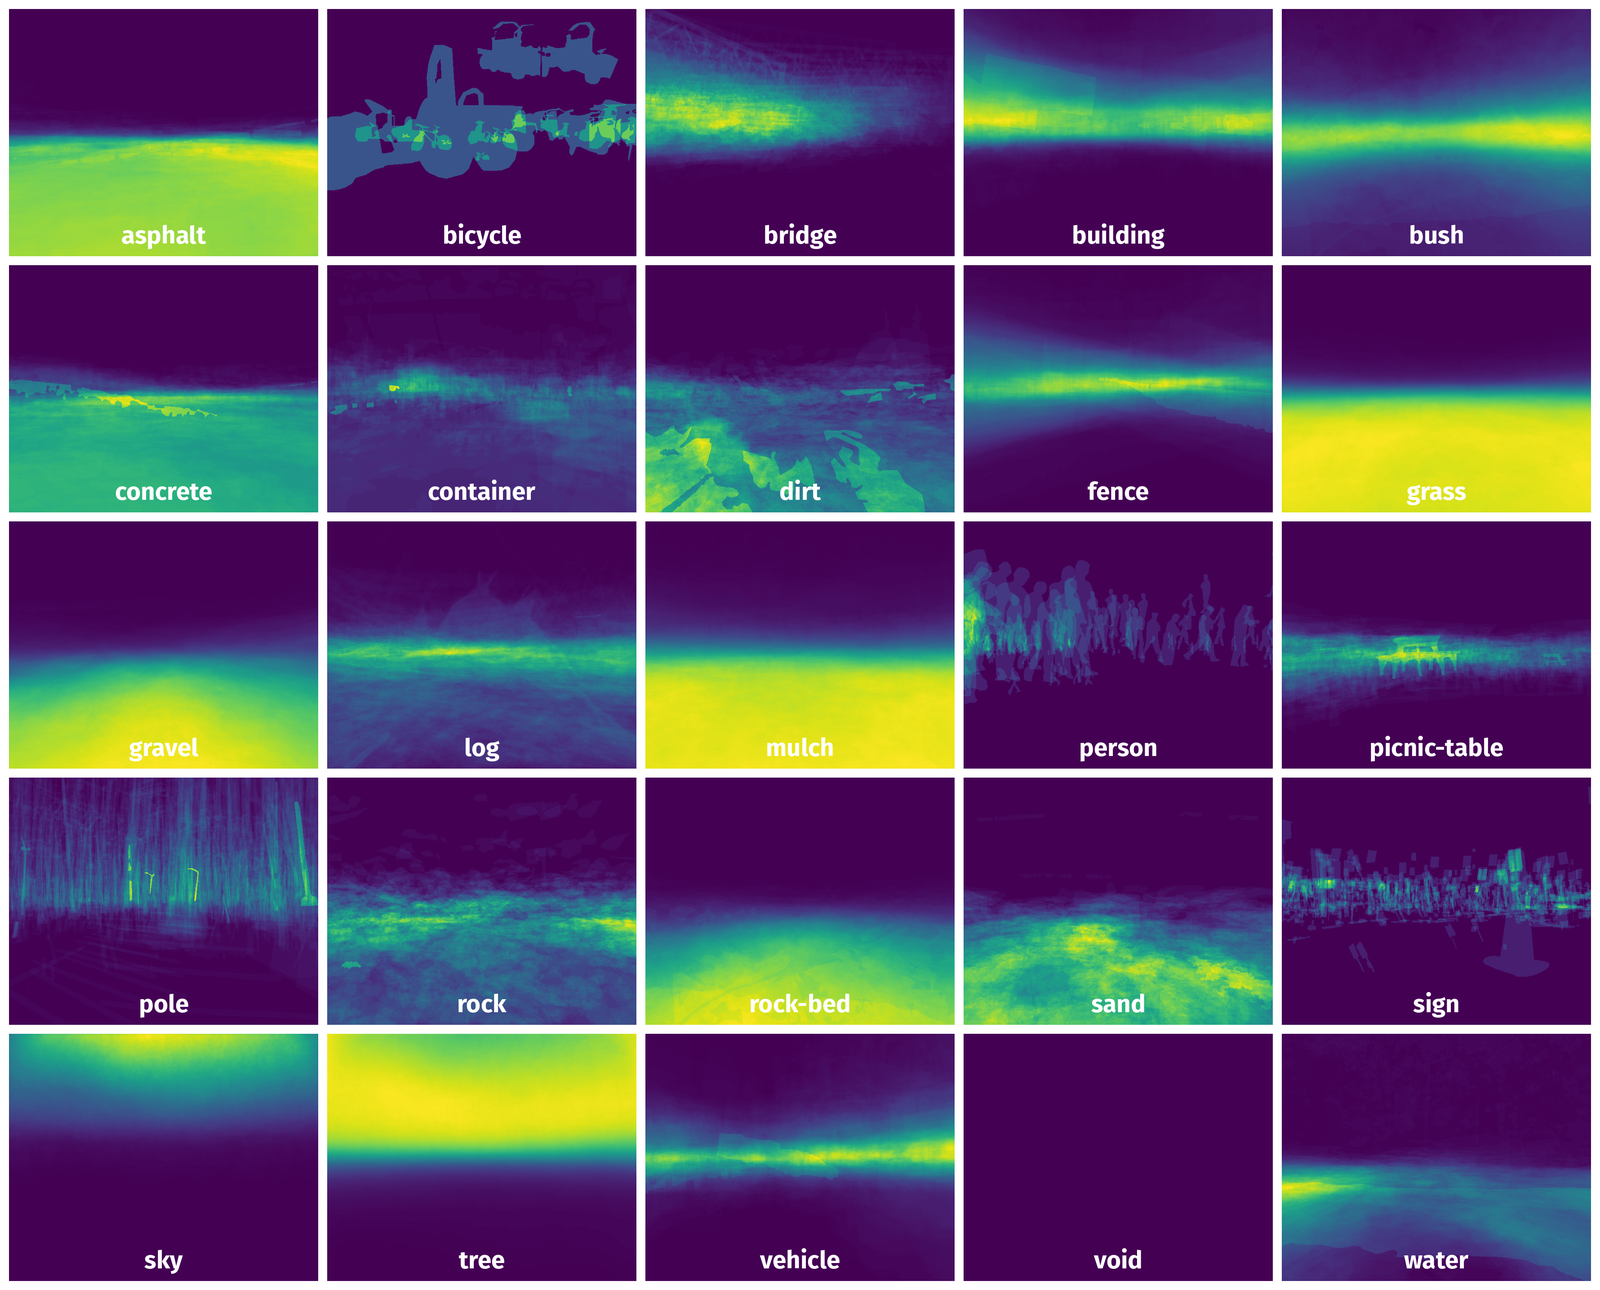 asphalt
bicycle
bridge
building
bush
concrete
container
dirt
fence
grass
gravel
log
mulch
person
picnic-table
pole
rock
rock-bed
sand
sign
sky
tree
vehicle
void
water